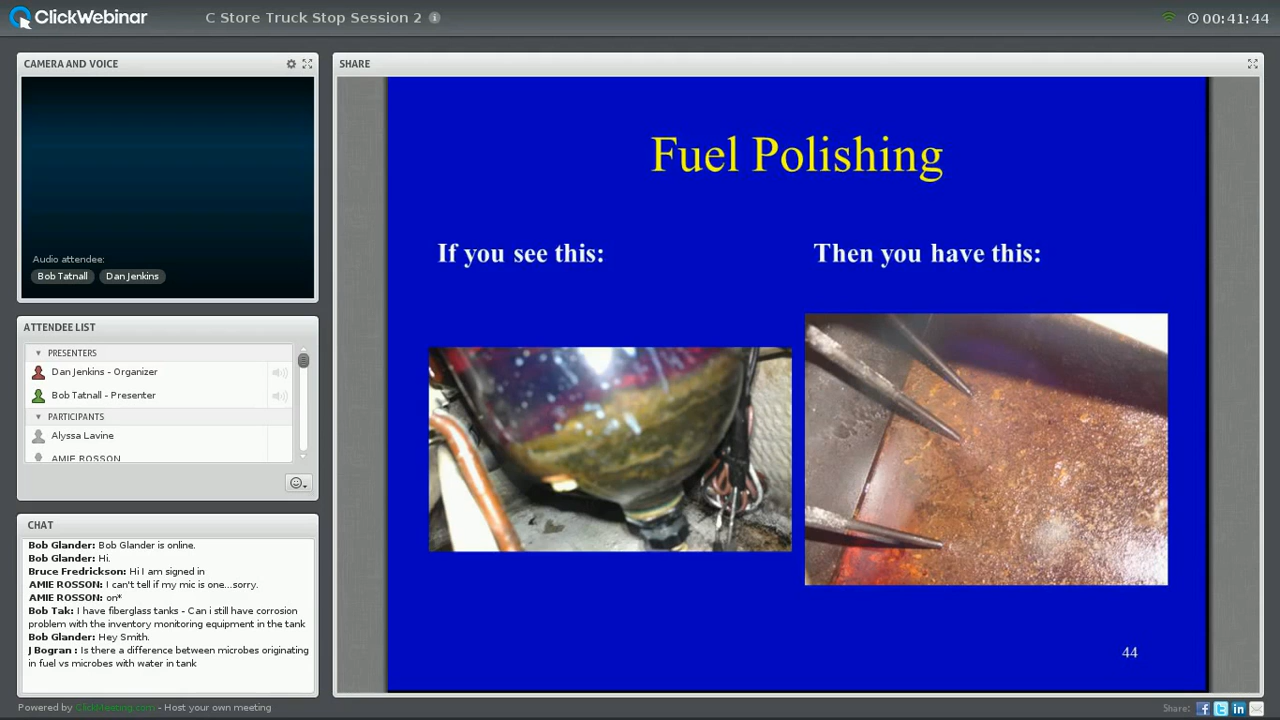 ClickWebinar
C Store Truck Stop Session 2
00:41:44
CAMERA AND VOICE
Audio attendee:
Bob Tatnall Dan Jenkins
ATTENDEE LIST
PRESENTERS
Dan Jenkins - Organizer
Bob Tatnall - Presenter
PARTICIPANTS
Alyssa Lavine
AMIE ROSSON
CHAT
Bob Glander: Bob Glander is online.
Bob Glander: Hi.
Bruce Fredrickson: Hi I am signed in
AMIE ROSSON: I can't tell if my mic is one...sorry.
AMIE ROSSON: on*
Bob Tak: I have fiberglass tanks - Can i still have corrosion
problem with the inventory monitoring equipment in the tank
Bob Glander: Hey Smith.
J Bogran : Is there a difference between microbes originating
in fuel vs microbes with water in tank
SHARE
Fuel Polishing
If you see this:
Then you have this:
44
Powered by ClickMeeting.com - Host your own meeting
Share: